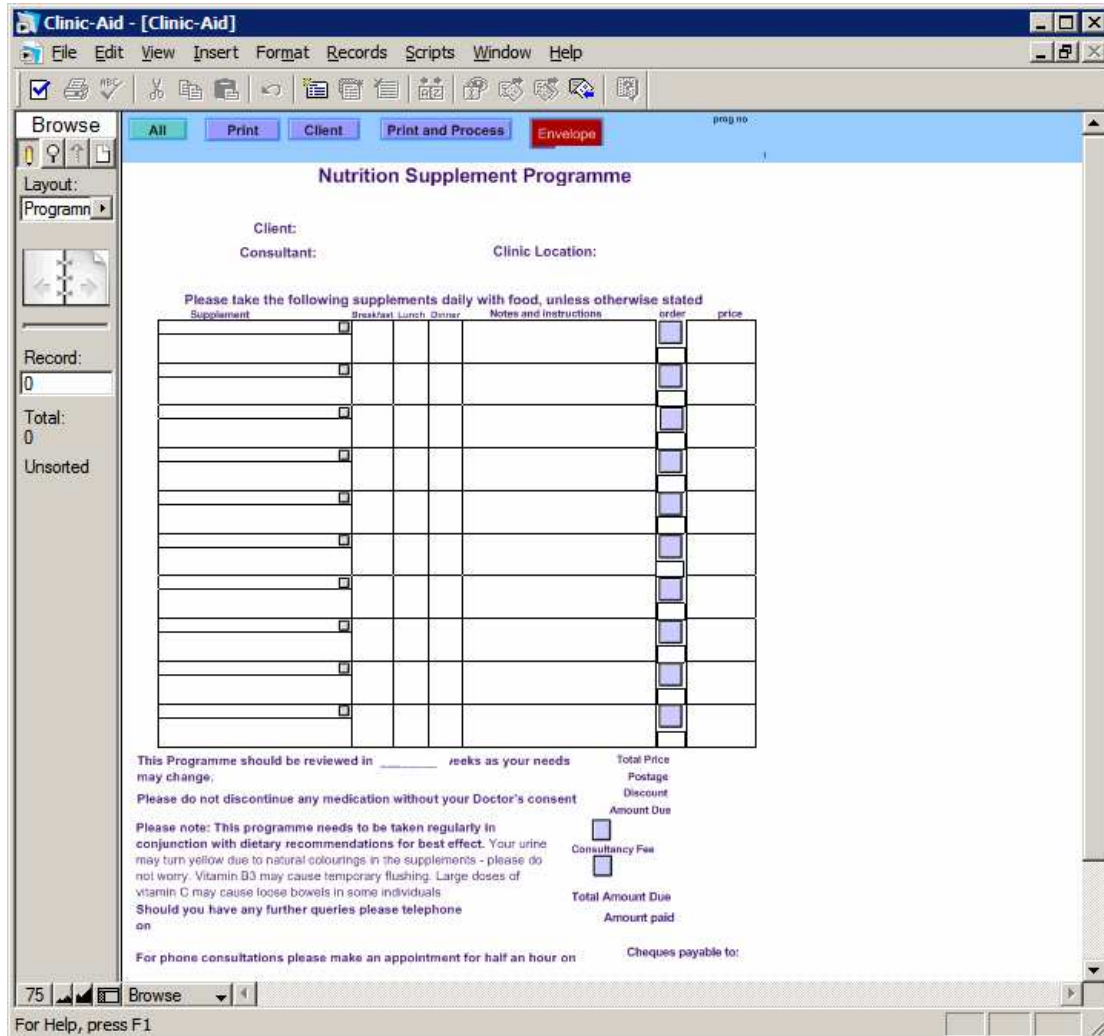 Clinic-Aid - [Clinic-Aid]
File Edit View Insert Format Records Scripts Window Help
Browse
Layout:
Programn
Record:
0
Total:
0
Unsorted
All Print Client Print and Process Envelope prog no
Nutrition Supplement Programme
Client:
Consultant: Clinic Location:
Please take the following supplements daily with food, unless otherwise stated
Supplement Breakfast Lunch Dinner Notes and instructions order price
This Programme should be reviewed in ________ veeks as your needs
may change.
Please do not discontinue any medication without your Doctor's consent
Please note: This programme needs to be taken regularly in
conjunction with dietary recommendations for best effect. Your urine
may turn yellow due to natural colourings in the supplements - please do
not worry. Vitamin B3 may cause temporary flushing. Large doses of
vitamin C may cause loose bowels in some individuals
Should you have any further queries please telephone
on
For phone consultations please make an appointment for half an hour on
Total Price
Postage
Discount
Amount Due
Consultancy Fee
Total Amount Due
Amount paid
Cheques payable to:
75 Browse
For Help, press F1